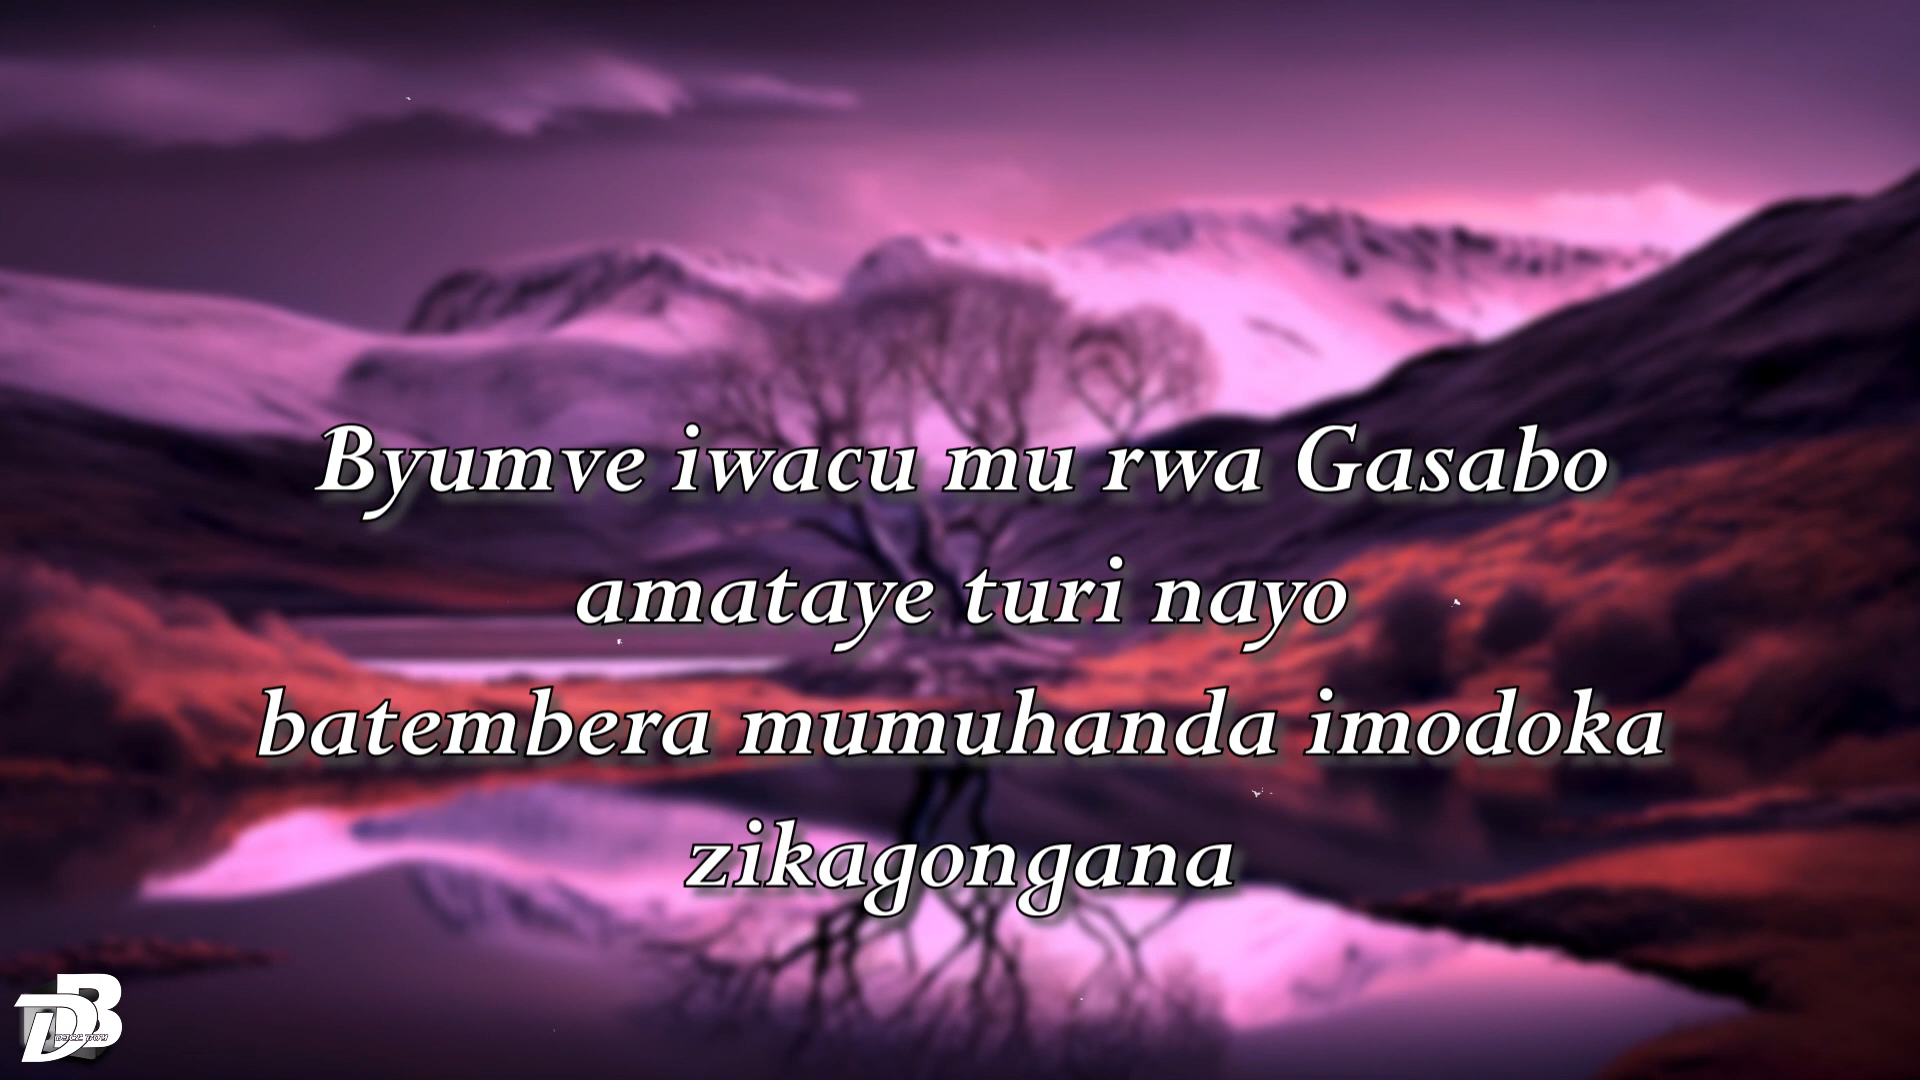 Byumve iwacu mu rwa Gasabo
amataye turi nayo
batembera mumuhanda imodoka
zikagongana